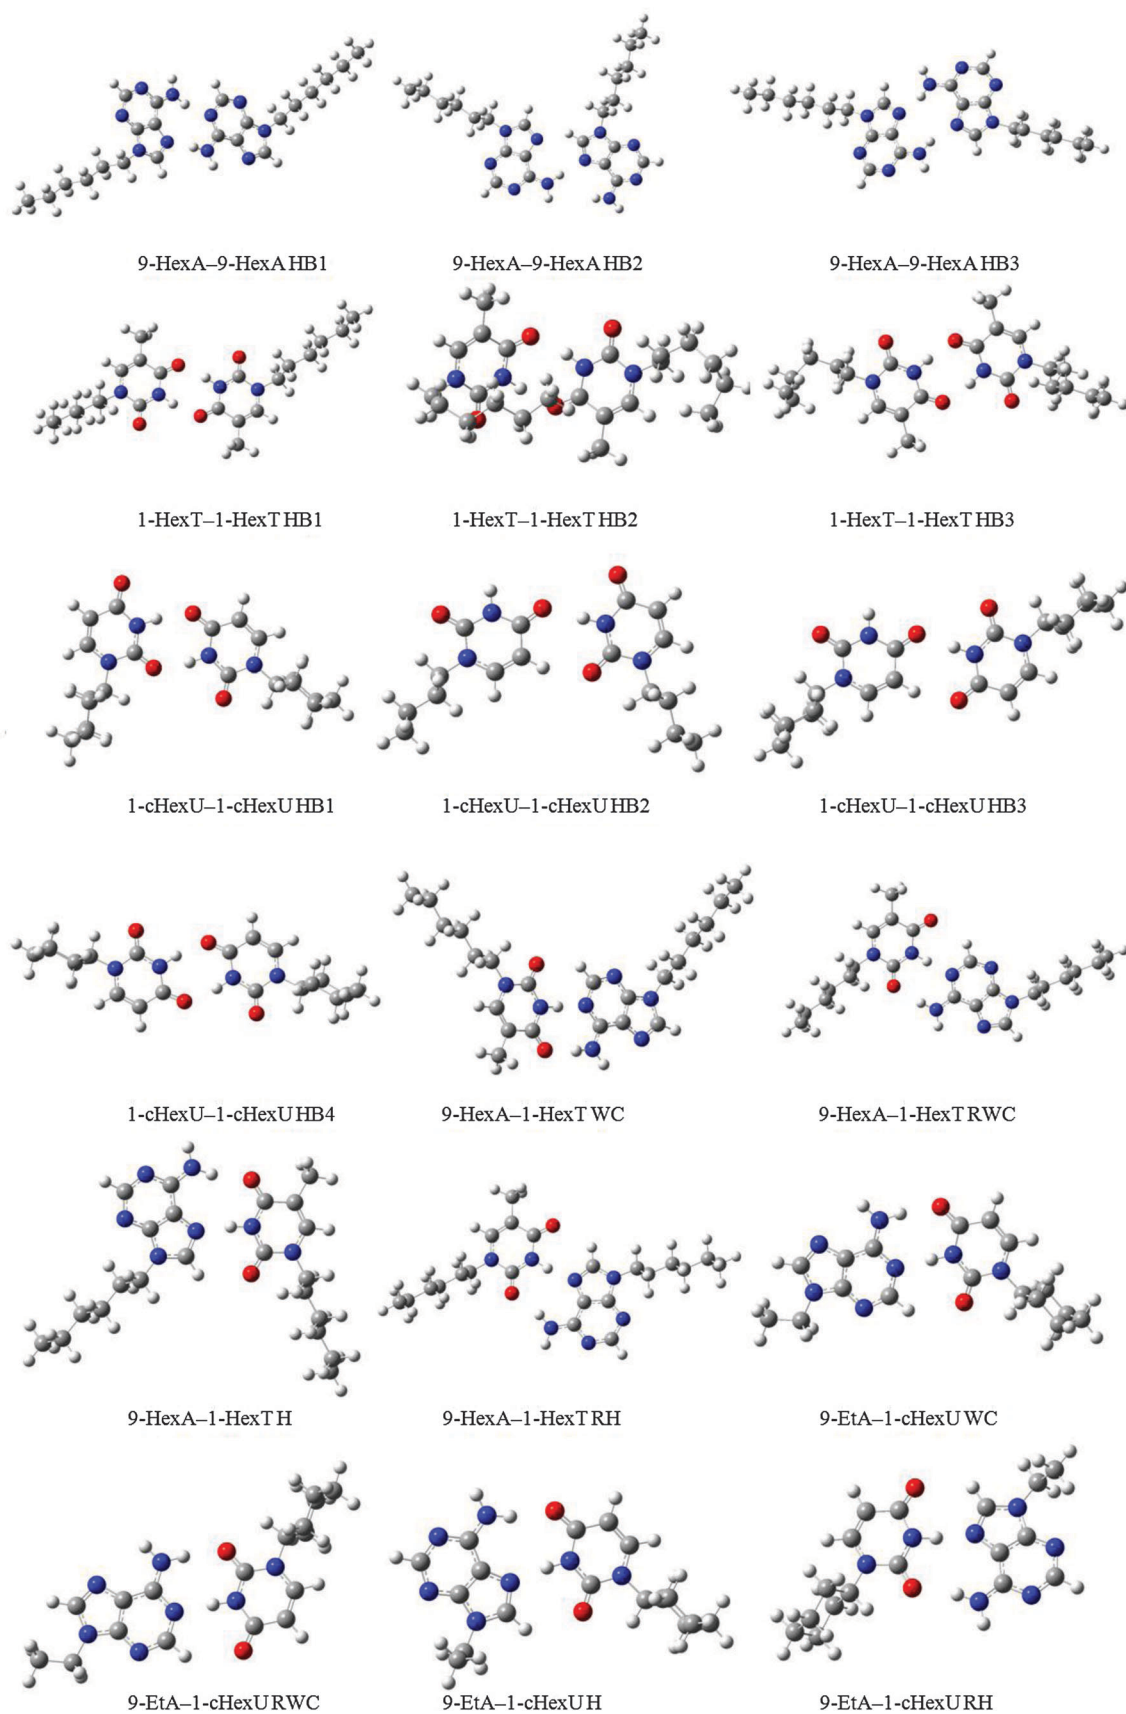 9-HexA–9-HexA HB1
9-HexA–9-HexA HB2
9-HexA–9-HexA HB3
1-HexT–1-HexT HB1
1-HexT–1-HexT HB2
1-HexT–1-HexT HB3
1-cHexU–1-cHexU HB1
1-cHexU–1-cHexU HB2
1-cHexU–1-cHexU HB3
1-cHexU–1-cHexU HB4
9-HexA–1-HexT WC
9-HexA–1-HexT RWC
9-HexA–1-HexT H
9-HexA–1-HexT RH
9-EtA–1-cHexU WC
9-EtA–1-cHexU RWC
9-EtA–1-cHexU H
9-EtA–1-cHexU RH